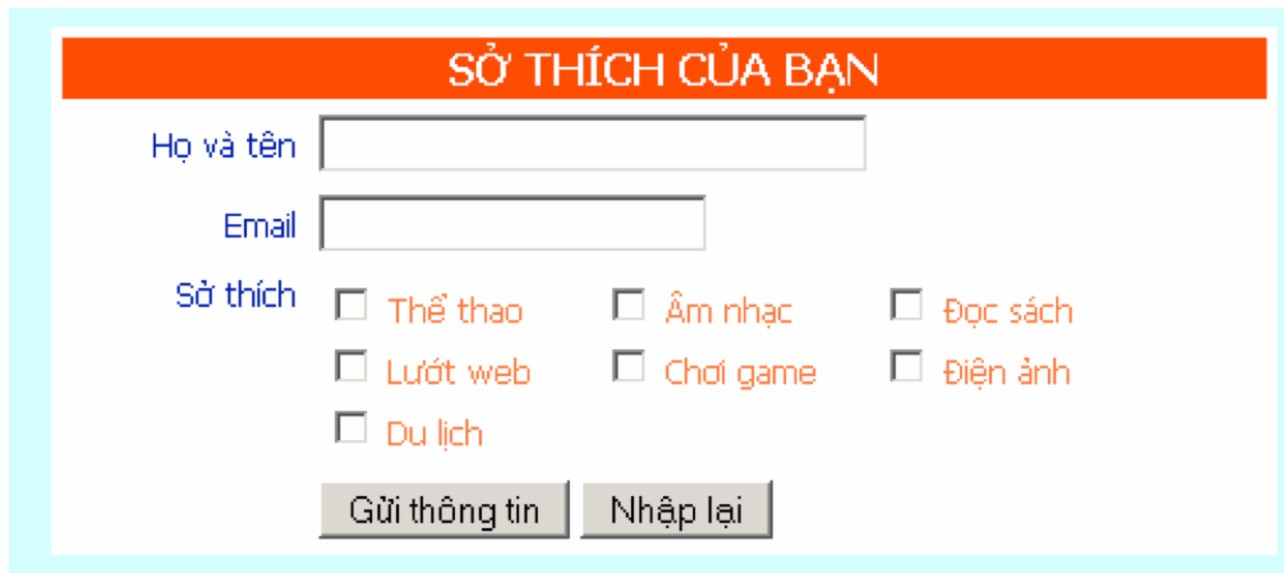 SỞ THÍCH CỦA BẠN
Họ và tên
Email
Sở thích
Thể thao Âm nhạc Đọc sách
Lướt web Chơi game Điện ảnh
Du lịch
Gửi thông tin Nhập lại